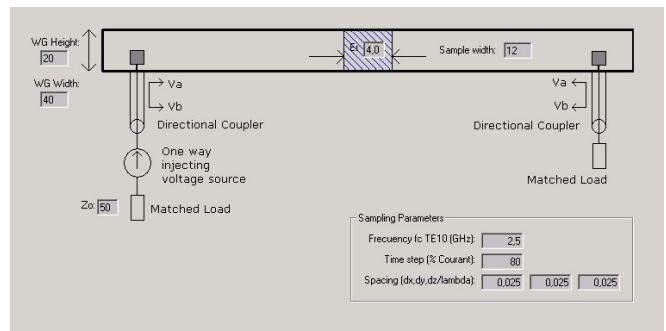 WG Height:
20
WG Width:
40
Er 4,0
Sample width: 12
Va
Vb
Directional Coupler
One way
injecting
voltage source
Zo: 50
Matched Load
Va
Vb
Directional Coupler
Matched Load
Sampling Parameters
Frecuency fc TE10 (GHz): 2,5
Time step (% Courant): 80
Spacing (dx,dy,dz/lambda): 0,025 0,025 0,025